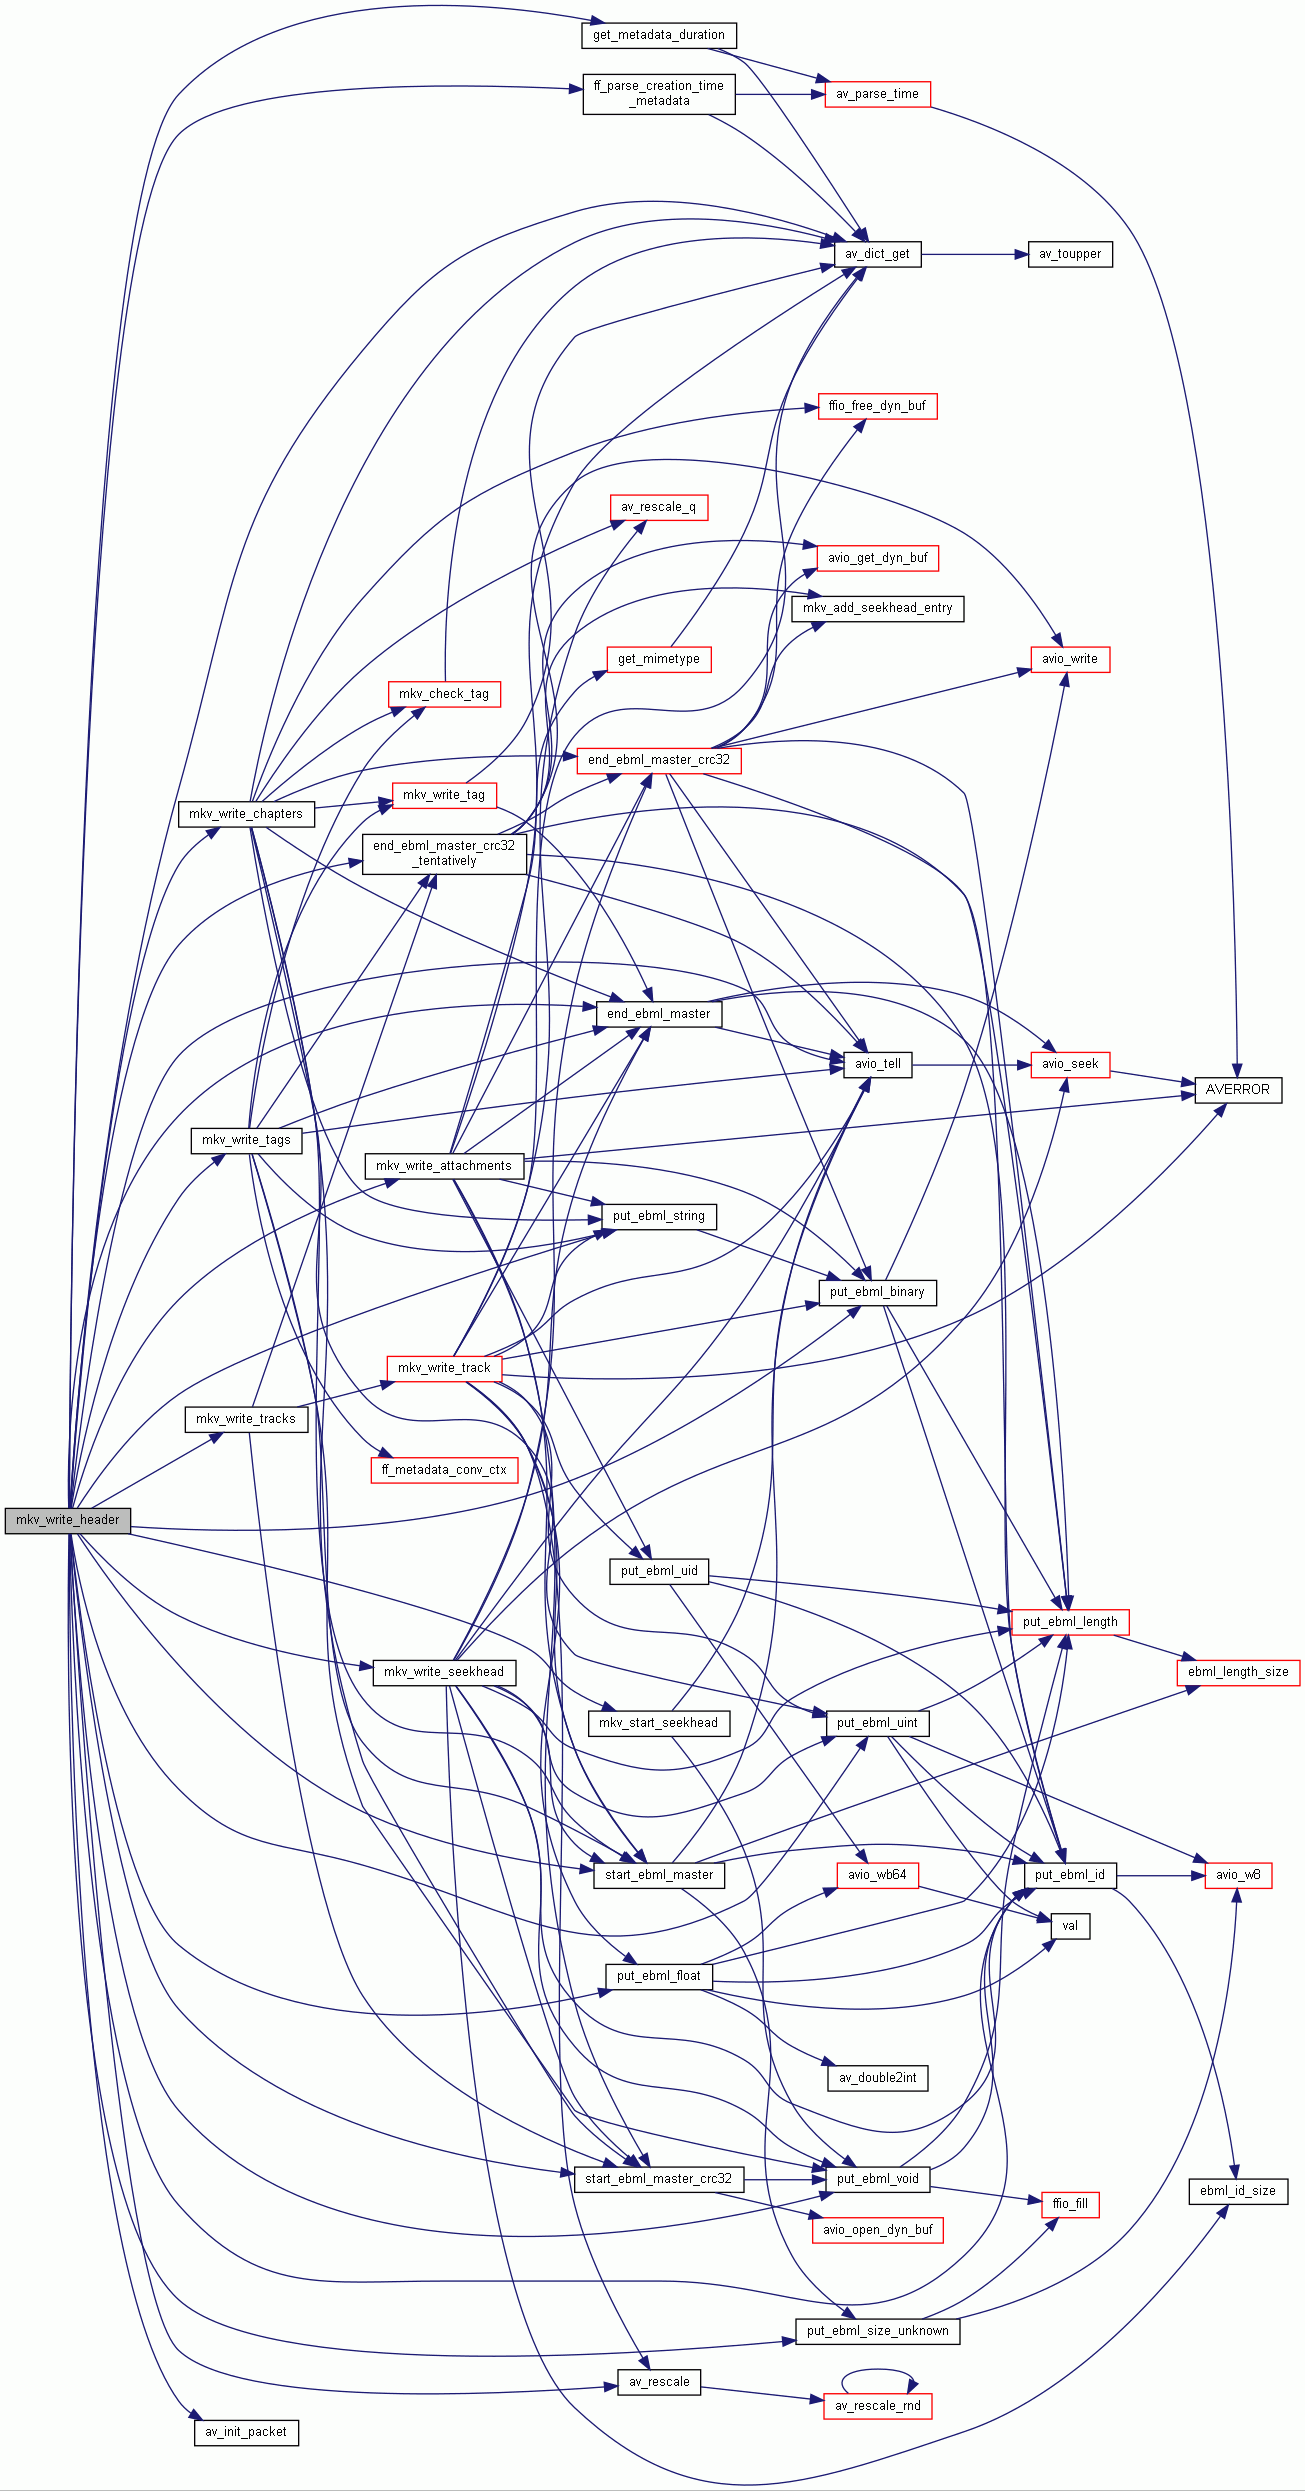 get_metadata_duration
ff_parse_creation_time
_metadata
av_parse_time
av_dict_get
av_toupper
ffio_free_dyn_buf
av_rescale_q
avio_get_dyn_buf
mkv_add_seekhead_entry
get_mimetype
avio_write
mkv_check_tag
end_ebml_master_crc32
mkv_write_tag
mkv_write_chapters
end_ebml_master_crc32
_tentatively
end_ebml_master
avio_tell
avio_seek
AVERROR
mkv_write_tags
mkv_write_attachments
put_ebml_string
put_ebml_binary
mkv_write_track
mkv_write_tracks
ff_metadata_conv_ctx
mkv_write_header
put_ebml_uid
put_ebml_length
mkv_write_seekhead
ebml_length_size
mkv_start_seekhead
put_ebml_uint
start_ebml_master
avio_wb64
put_ebml_id
avio_w8
val
put_ebml_float
av_double2int
start_ebml_master_crc32
put_ebml_void
ebml_id_size
ffio_fill
avio_open_dyn_buf
put_ebml_size_unknown
av_rescale
av_rescale_rnd
av_init_packet